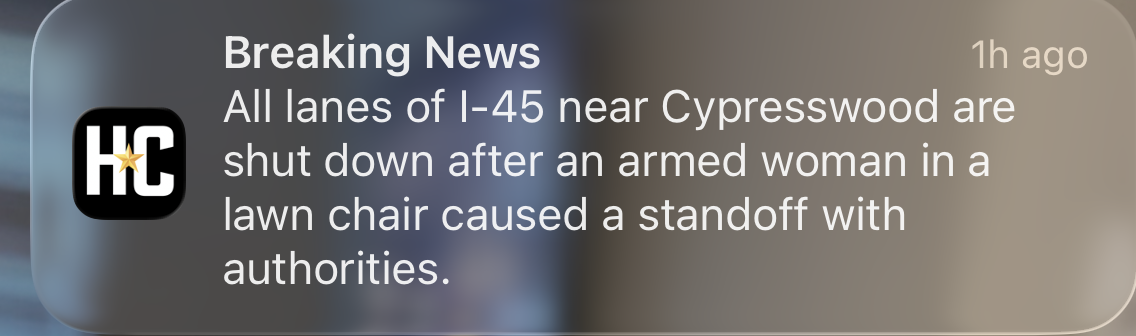 Breaking News 1h ago
HC
All lanes of I-45 near Cypresswood are
shut down after an armed woman in a
lawn chair caused a standoff with
authorities.